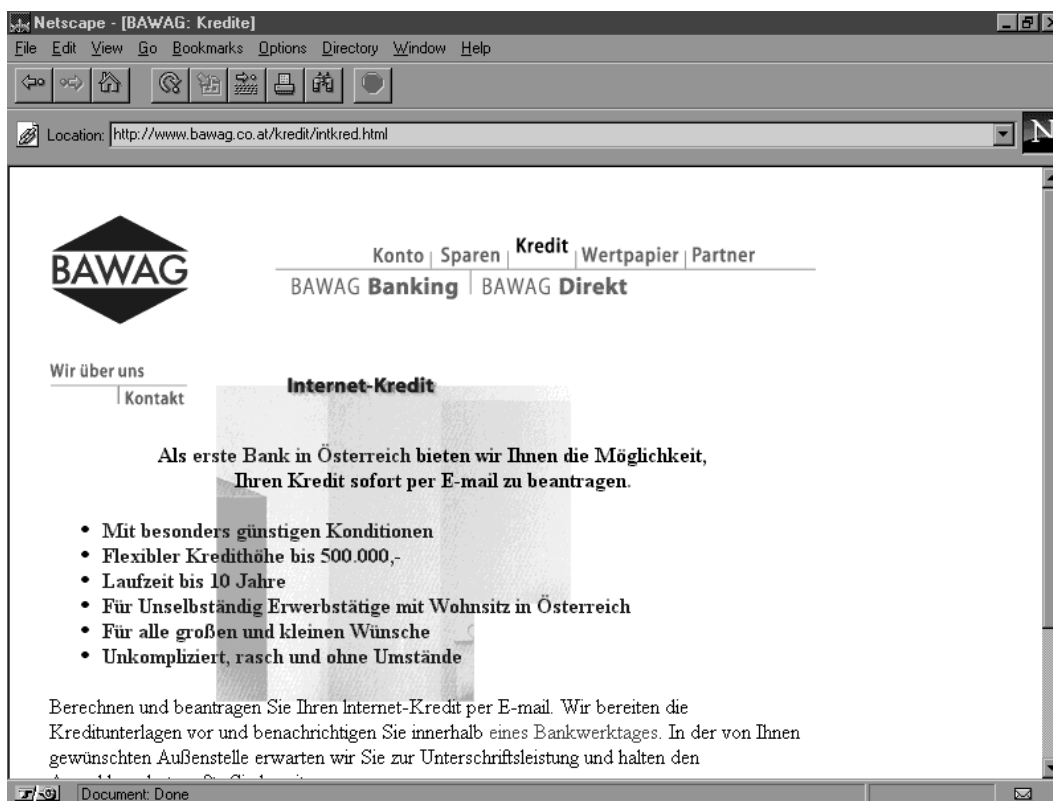 Netscape - [BAWAG: Kredite]
File Edit View Go Bookmarks Options Directory Window Help
Location: http://www.bawag.co.at/kredit/intkred.html
N
BAWAG
Konto | Sparen | Kredit | Wertpapier | Partner
BAWAG Banking | BAWAG Direkt
Wir über uns
Kontakt
Internet-Kredit
Als erste Bank in Österreich bieten wir Ihnen die Möglichkeit,
Ihren Kredit sofort per E-mail zu beantragen.
• Mit besonders günstigen Konditionen
• Flexibler Kredithöhe bis 500.000,-
• Laufzeit bis 10 Jahre
• Für Unselbständig Erwerbstätige mit Wohnsitz in Österreich
• Für alle großen und kleinen Wünsche
• Unkompliziert, rasch und ohne Umstände
Berechnen und beantragen Sie Ihren Internet-Kredit per E-mail. Wir bereiten die
Kreditunterlagen vor und benachrichtigen Sie innerhalb eines Bankwerktages. In der von Ihnen
gewünschten Außenstelle erwarten wir Sie zur Unterschriftsleistung und halten den
Document: Done